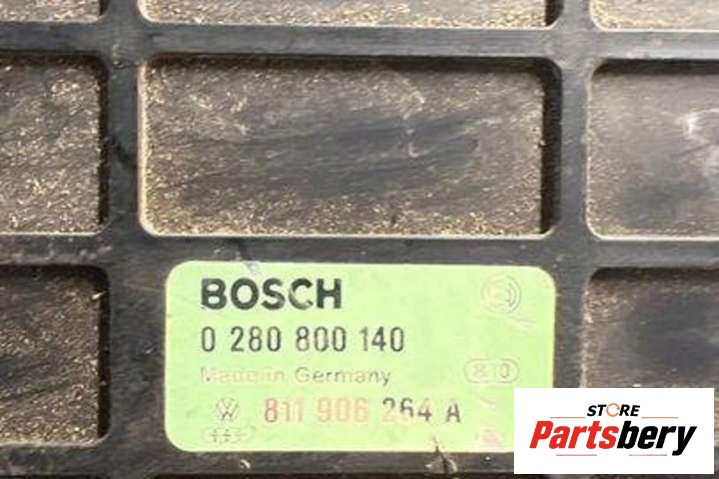 BOSCH
0 280 800 140
Made in Germany
811 906 264 A
STORE
Partsbery